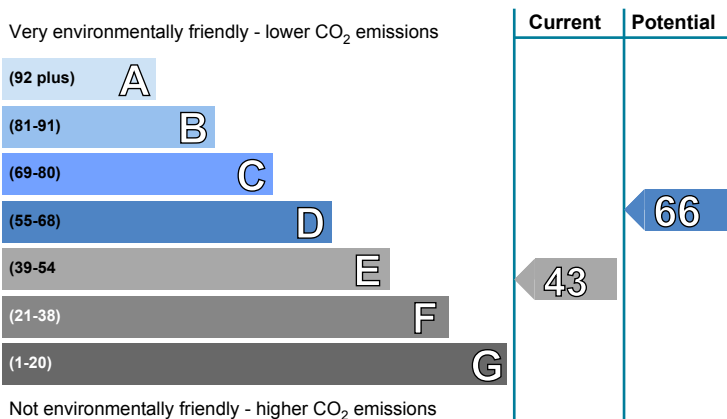 Very environmentally friendly - lower CO2 emissions
Current
Potential
(92 plus) A
(81-91) B
(69-80) C
(55-68) D
66
(39-54 E
43
(21-38) F
(1-20) G
Not environmentally friendly - higher CO2 emissions